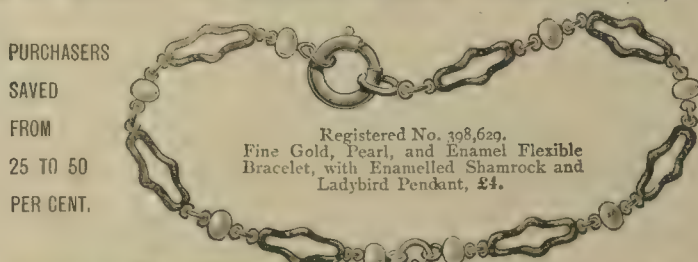 PURCHASERS
SAVED
FROM
25 TO 50
PER CENT.
Registered No. 398,629.
Fine Gold, Pearl, and Enamel Flexible
Bracelet, with Enamelled Shamrock and
Ladybird Pendant, £4.